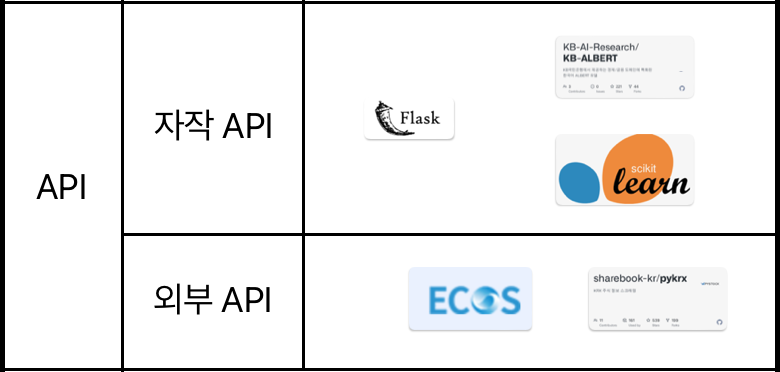 API
자작 API
Flask
KB-AI-Research/
KB-ALBERT
scikit
learn
외부 API
ECOS
sharebook-kr/pykrx